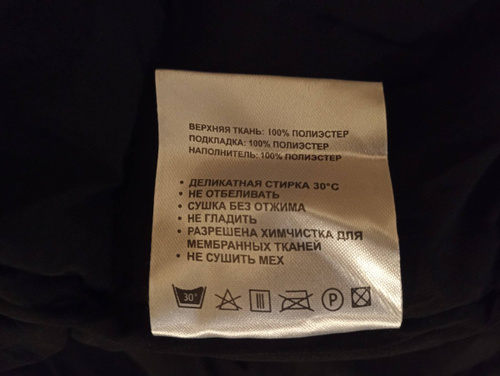 ВЕРХНЯЯ ТКАНЬ: 100% ПОЛИЭСТЕР
ПОДКЛАДКА: 100% ПОЛИЭСТЕР
НАПОЛНИТЕЛЬ: 100% ПОЛИЭСТЕР
• ДЕЛИКАТНАЯ СТИРКА 30°С
• НЕ ОТБЕЛИВАТЬ
• СУШКА БЕЗ ОТЖИМА
• НЕ ГЛАДИТЬ
• РАЗРЕШЕНА ХИМЧИСТКА ДЛЯ
МЕМБРАННЫХ ТКАНЕЙ
• НЕ СУШИТЬ МЕХ
30° P